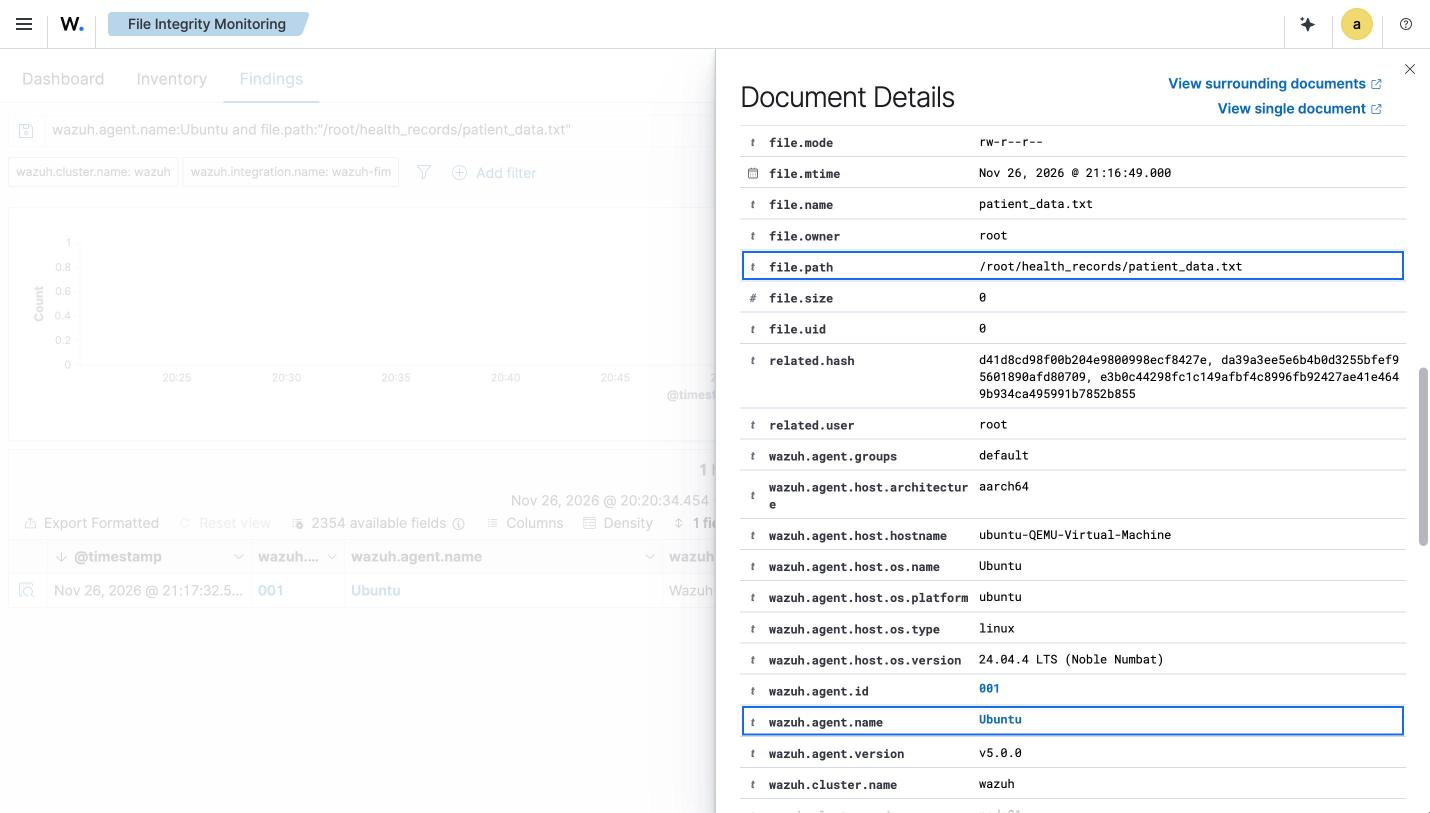 W.
File Integrity Monitoring
a
Dashboard
Inventory
Findings
wazuh.agent.name:Ubuntu and file.path:"/root/health_records/patient_data.txt"
wazuh.cluster.name: wazuh
wazuh.integration.name: wazuh-fim
Add filter
Count
1
0.8
0.6
0.4
0.2
0
20:25
20:30
20:35
20:40
20:45
2
@timest
1 h
Nov 26, 2026 @ 20:20:34.454 -
Export Formatted
Reset view
2354 available fields
Columns
Density
1 fie
@timestamp
wazuh....
wazuh.agent.name
wazuh
Nov 26, 2026 @ 21:17:32.5...
001
Ubuntu
Wazuh
Document Details
View surrounding documents
View single document
t file.mode rw-r--r--
file.mtime Nov 26, 2026 @ 21:16:49.000
t file.name patient_data.txt
t file.owner root
t file.path /root/health_records/patient_data.txt
# file.size 0
t file.uid 0
t related.hash d41d8cd98f00b204e9800998ecf8427e, da39a3ee5e6b4b0d3255bfef9
5601890afd80709, e3b0c44298fc1c149afbf4c8996fb92427ae41e464
9b934ca495991b7852b855
t related.user root
t wazuh.agent.groups default
t wazuh.agent.host.architectur aarch64
e
t wazuh.agent.host.hostname ubuntu-QEMU-Virtual-Machine
t wazuh.agent.host.os.name Ubuntu
t wazuh.agent.host.os.platform ubuntu
t wazuh.agent.host.os.type linux
t wazuh.agent.host.os.version 24.04.4 LTS (Noble Numbat)
t wazuh.agent.id 001
t wazuh.agent.name Ubuntu
t wazuh.agent.version v5.0.0
t wazuh.cluster.name wazuh